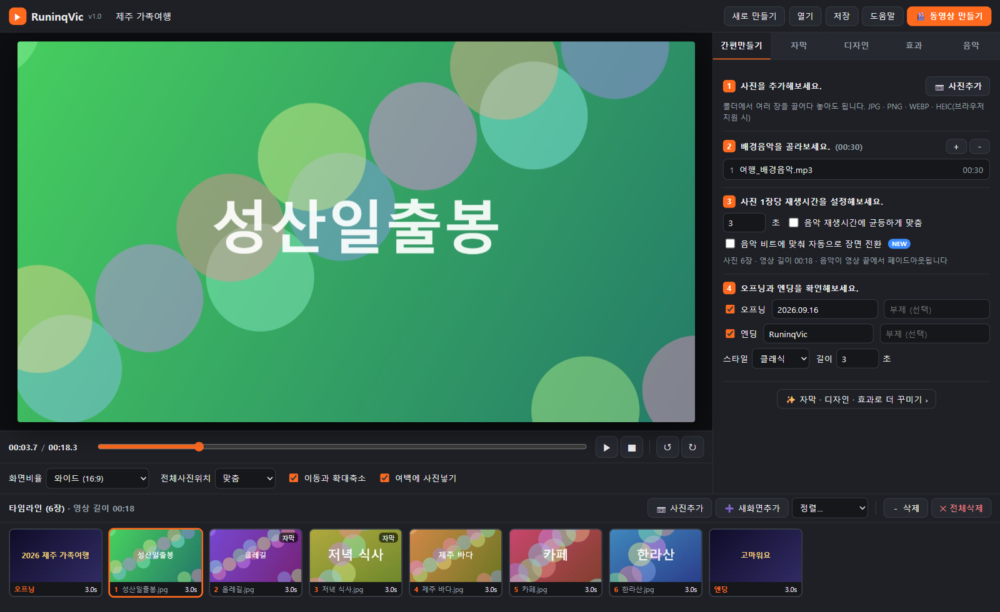 RuninqVic v1.0 제주 가족여행 새로 만들기 열기 저장 도움말 동영상 만들기
간편만들기 자막 디자인 효과 음악
성산일출봉
1 사진을 추가해보세요. 사진추가
폴더에서 여러 장을 끌어다 놓아도 됩니다. JPG · PNG · WEBP · HEIC(브라우저
지원 시)
2 배경음악을 골라보세요. (00:30) + -
1 여행_배경음악.mp3 00:30
3 사진 1장당 재생시간을 설정해보세요.
3 초 음악 재생시간에 균등하게 맞춤
음악 비트에 맞춰 자동으로 장면 전환 NEW
사진 6장 · 영상 길이 00:18 · 음악이 영상 끝에서 페이드아웃됩니다
4 오프닝과 엔딩을 확인해보세요.
오프닝 2026.09.16 부제 (선택)
엔딩 RuninqVic 부제 (선택)
스타일 클래식 길이 3 초
자막 · 디자인 · 효과로 더 꾸미기 ›
00:03.7 / 00:18.3
화면비율 와이드 (16:9) 전체사진위치 맞춤 이동과 확대축소 여백에 사진넣기
타임라인 (6장) · 영상 길이 00:18 사진추가 새화면추가 정렬... - 삭제 전체삭제
2026 제주 가족여행
오프닝 3.0s
성산일출봉
1 성산일출봉.jpg 3.0s
자막
올레길
2 올레길.jpg 3.0s
자막
저녁 식사
3 저녁 식사.jpg 3.0s
제주 바다
4 제주 바다.jpg 3.0s
카페
5 카페.jpg 3.0s
한라산
6 한라산.jpg 3.0s
고마워요
엔딩 3.0s